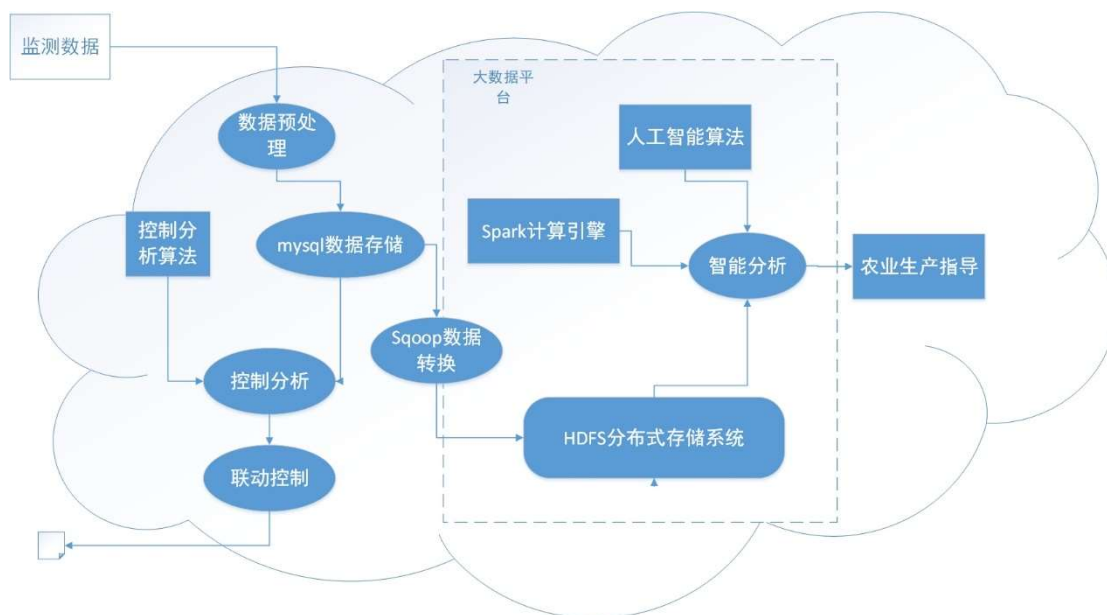 监测数据
大数据平
台
数据预处
理
人工智能算法
控制分
析算法
mysql数据存储
Spark计算引擎
智能分析
农业生产指导
Sqoop数据
转换
控制分析
HDFS分布式存储系统
联动控制